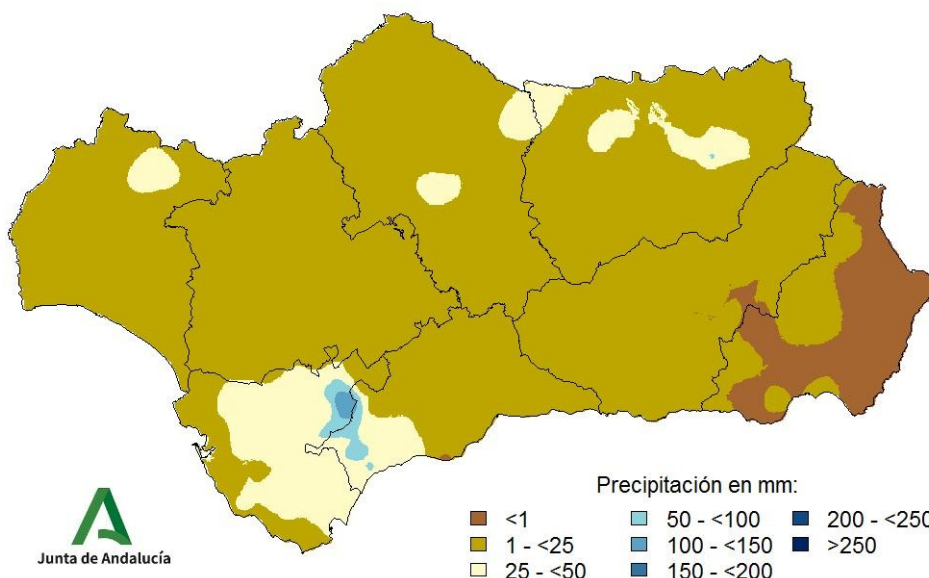 Precipitación en mm:
<1
50 - <100
200 - <250
1 - <25
100 - <150
>250
25 - <50
150 - <200
Junta de Andalucía